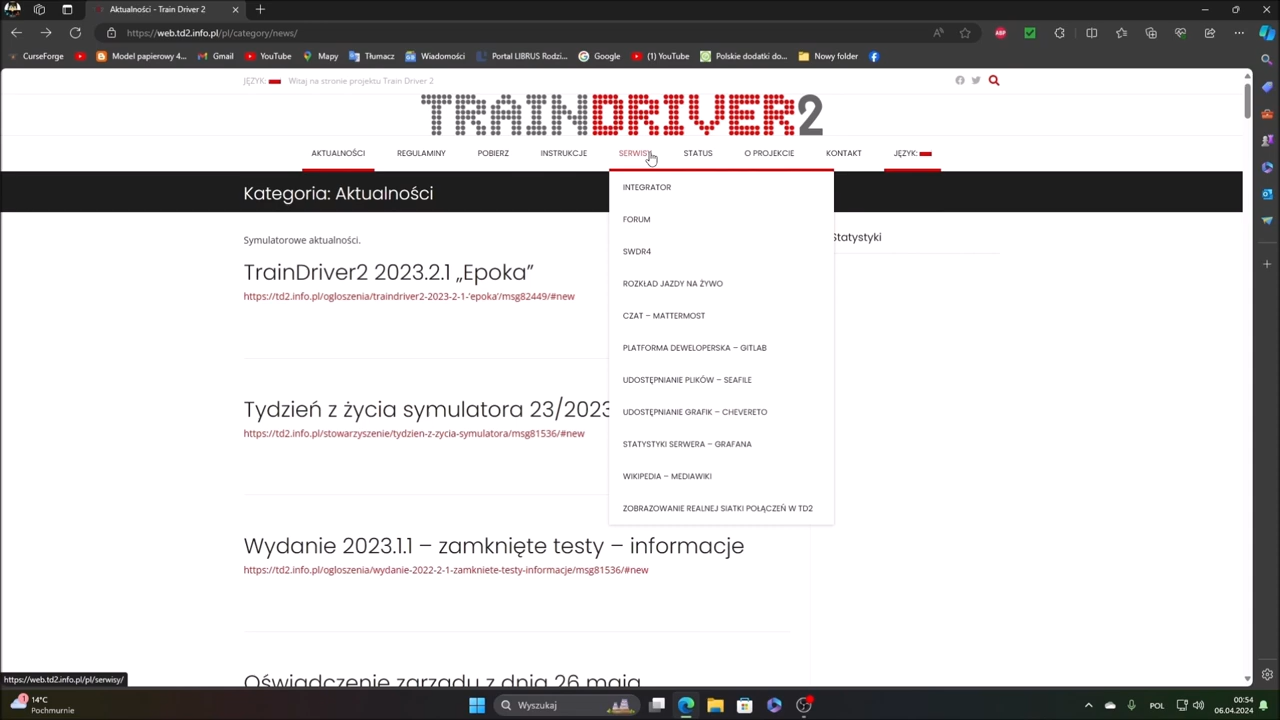 Aktualności - Train Driver 2
https://web.td2.info.pl/pl/category/news/
CurseForge
YouTube
Model papierowy 4...
Gmail
YouTube
Mapy
Tłumacz
Wiadomości
Portal LIBRUS Rodzi...
Google
(1) YouTube
Polskie dodatki do...
Nowy folder
JĘZYK:
Witaj na stronie projektu Train Driver 2
TRAINDRIVER2
AKTUALNOŚCI
REGULAMINY
POBIERZ
INSTRUKCJE
SERWISY
STATUS
O PROJEKCIE
KONTAKT
JĘZYK:
Kategoria: Aktualności
INTEGRATOR
FORUM
SWDR4
ROZKŁAD JAZDY NA ŻYWO
CZAT – MATTERMOST
PLATFORMA DEWELOPERSKA – GITLAB
UDOSTĘPNIANIE PLIKÓW – SEAFILE
UDOSTĘPNIANIE GRAFIK – CHEVERETO
STATYSTYKI SERWERA – GRAFANA
WIKIPEDIA – MEDIAWIKI
ZOBRAZOWANIE REALNEJ SIATKI POŁĄCZEŃ W TD2
Symulatorowe aktualności.
TrainDriver2 2023.2.1 „Epoka”
https://td2.info.pl/ogloszenia/traindriver2-2023-2-1-'epoka'/msg82449/#new
Tydzień z życia symulatora 23/2023
https://td2.info.pl/stowarzyszenie/tydzien-z-zycia-symulatora/msg81536/#new
Wydanie 2023.1.1 – zamknięte testy – informacje
https://td2.info.pl/ogloszenia/wydanie-2022-2-1-zamkniete-testy-informacje/msg81536/#new
Oświadczenie zarządu z dnia 26 maja
Statystyki
https://web.td2.info.pl/pl/serwisy/
1
14°C
Pochmurnie
Wyszukaj
POL
00:54
06.04.2024